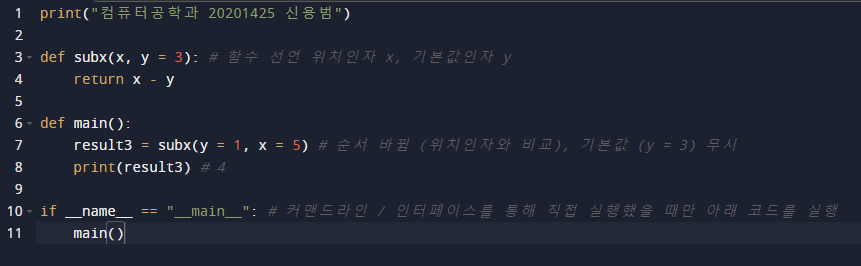 1 print("컴퓨터공학과 20201425 신용범")
2
3 def subx(x, y = 3): # 함수 선언 위치인자 x, 기본값인자 y
4     return x - y
5
6 def main():
7     result3 = subx(y = 1, x = 5) # 순서 바뀜 (위치인자와 비교), 기본값 (y = 3) 무시
8     print(result3) # 4
9
10 if __name__ == "__main__": # 커맨드라인 / 인터페이스를 통해 직접 실행했을 때만 아래 코드를 실행
11     main()